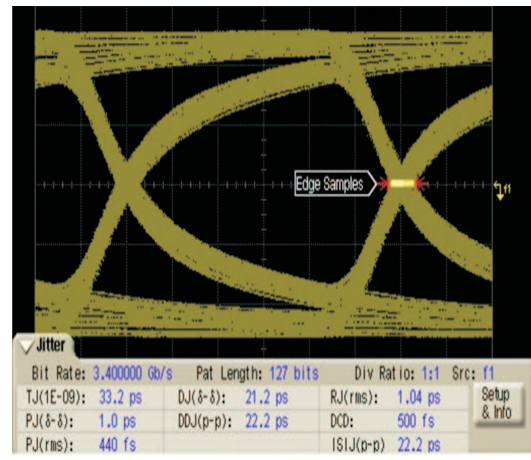 Edge Samples
f1
Jitter
Bit Rate: 3.400000 Gb/s Pat Length: 127 bits Div Ratio: 1:1 Src: f1
TJ(1E-09): 33.2 ps DJ(δ-δ): 21.2 ps RJ(rms): 1.04 ps
PJ(δ-δ): 1.0 ps DDJ(p-p): 22.2 ps DCD: 500 fs
PJ(rms): 440 fs ISIJ(p-p) 22.2 ps
Setup
& Info